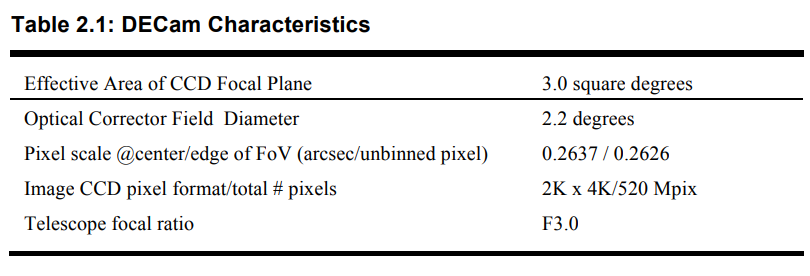 Table 2.1: DECam Characteristics
Effective Area of CCD Focal Plane 3.0 square degrees
Optical Corrector Field Diameter 2.2 degrees
Pixel scale @center/edge of FoV (arcsec/unbinned pixel) 0.2637 / 0.2626
Image CCD pixel format/total # pixels 2K x 4K/520 Mpix
Telescope focal ratio F3.0